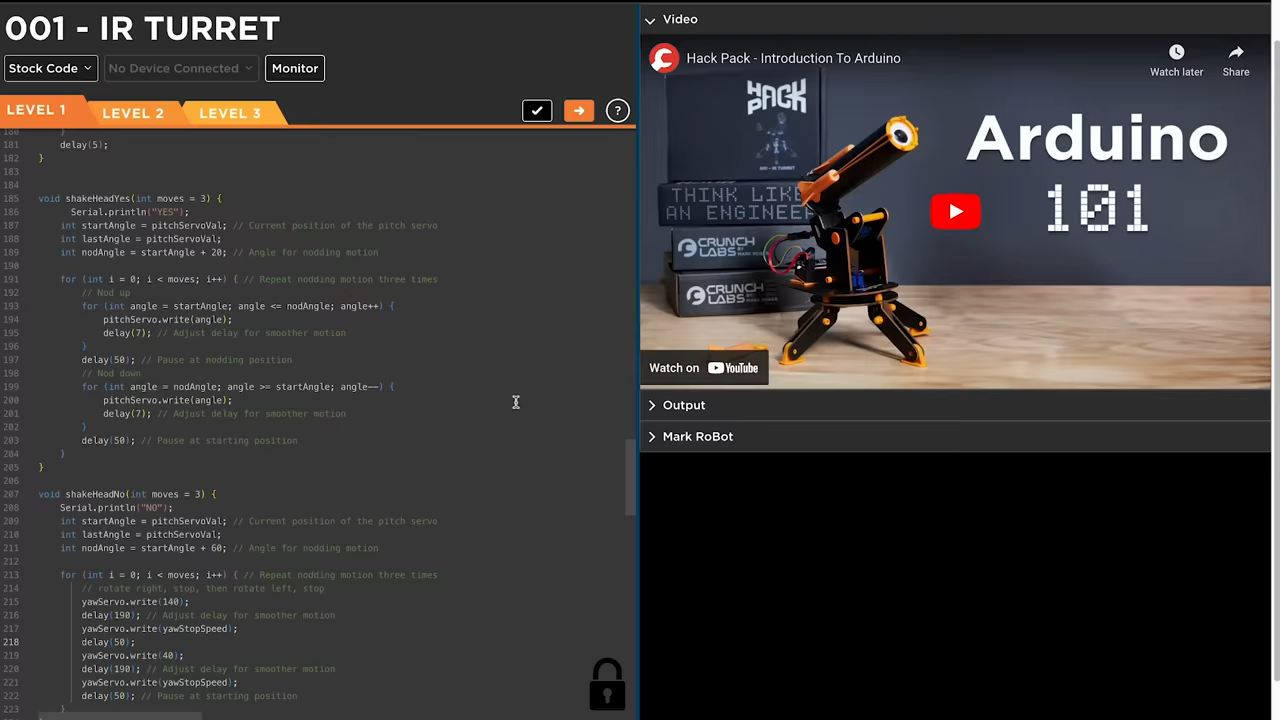 001 - IR TURRET
Stock Code
No Device Connected
Monitor
LEVEL 1
LEVEL 2
LEVEL 3
?
180 }
181 delay(5);
182 }
183
184
185 void shakeHeadYes(int moves = 3) {
186 Serial.println("YES");
187 int startAngle = pitchServoVal; // Current position of the pitch servo
188 int lastAngle = pitchServoVal;
189 int nodAngle = startAngle + 20; // Angle for nodding motion
190
191 for (int i = 0; i < moves; i++) { // Repeat nodding motion three times
192 // Nod up
193 for (int angle = startAngle; angle <= nodAngle; angle++) {
194 pitchServo.write(angle);
195 delay(7); // Adjust delay for smoother motion
196 }
197 delay(50); // Pause at nodding position
198 // Nod down
199 for (int angle = nodAngle; angle >= startAngle; angle--) {
200 pitchServo.write(angle);
201 delay(7); // Adjust delay for smoother motion
202 }
203 delay(50); // Pause at starting position
204 }
205 }
206
207 void shakeHeadNo(int moves = 3) {
208 Serial.println("NO");
209 int startAngle = pitchServoVal; // Current position of the pitch servo
210 int lastAngle = pitchServoVal;
211 int nodAngle = startAngle + 60; // Angle for nodding motion
212
213 for (int i = 0; i < moves; i++) { // Repeat nodding motion three times
214 // rotate right, stop, then rotate left, stop
215 yawServo.write(140);
216 delay(190); // Adjust delay for smoother motion
217 yawServo.write(yawStopSpeed);
218 delay(50);
219 yawServo.write(40);
220 delay(190); // Adjust delay for smoother motion
221 yawServo.write(yawStopSpeed);
222 delay(50); // Pause at starting position
223 }
Video
Hack Pack - Introduction To Arduino
Watch later
Share
HACK
PACK
001 - IR TURRET
Arduino
101
THINK LIKE
AN ENGINEER
CRUNCH
LABS
CRUNCH
LABS
Watch on YouTube
Output
Mark RoBot